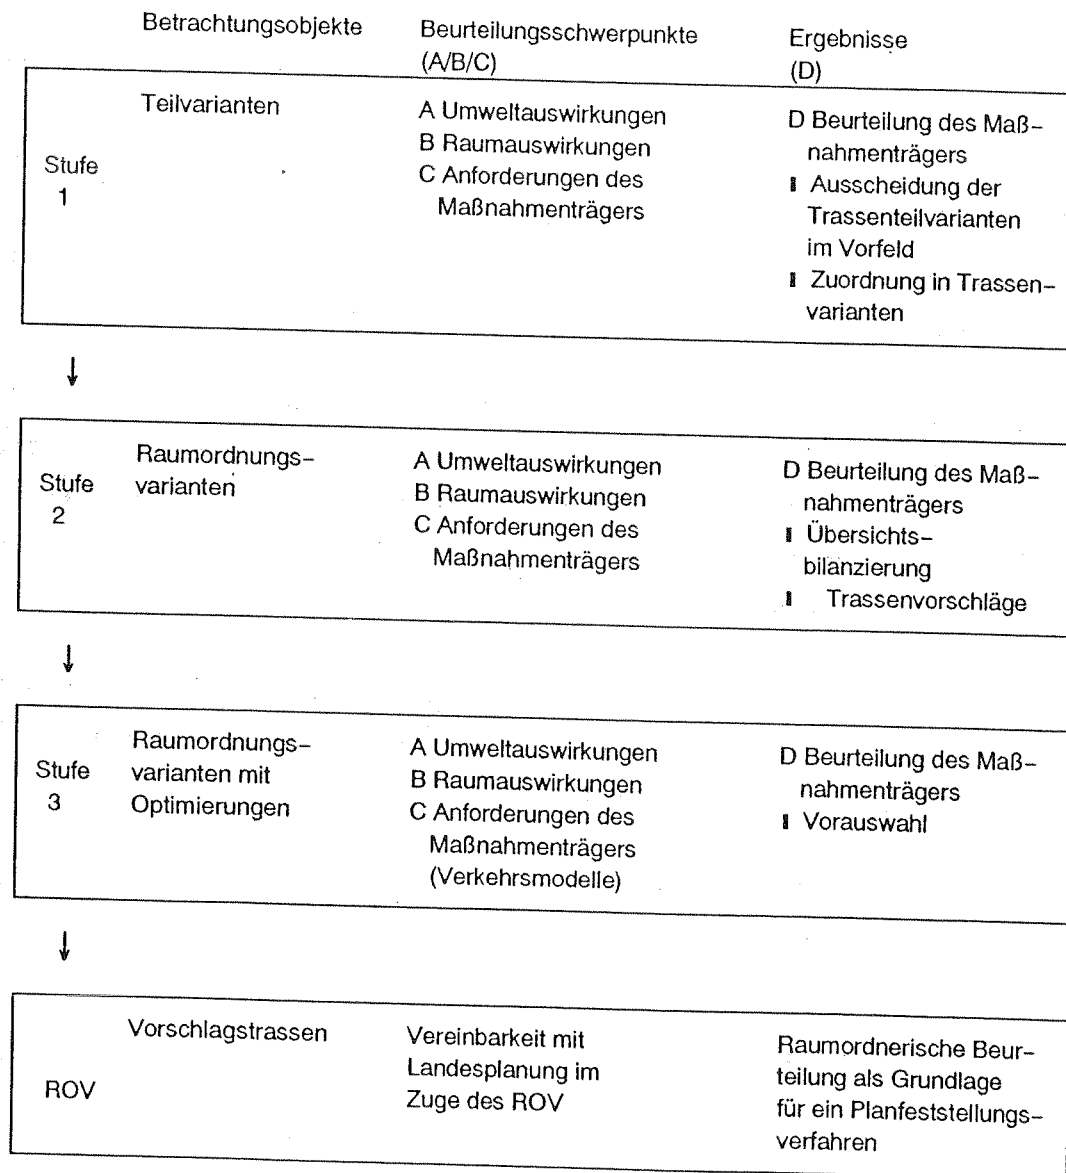 Betrachtungsobjekte
Beurteilungsschwerpunkte
(A/B/C)
Ergebnisse
(D)
Stufe
1
Teilvarianten
A Umweltauswirkungen
B Raumauswirkungen
C Anforderungen des
Maßnahmenträgers
D Beurteilung des Maß–
nahmenträgers
Ausscheidung der
Trassenteilvarianten
im Vorfeld
Zuordnung in Trassen–
varianten
Stufe
2
Raumordnungs–
varianten
A Umweltauswirkungen
B Raumauswirkungen
C Anforderungen des
Maßnahmenträgers
D Beurteilung des Maß–
nahmenträgers
Übersichts–
bilanzierung
Trassenvorschläge
Stufe
3
Raumordnungs–
varianten mit
Optimierungen
A Umweltauswirkungen
B Raumauswirkungen
C Anforderungen des
Maßnahmenträgers
(Verkehrsmodelle)
D Beurteilung des Maß–
nahmenträgers
Vorauswahl
ROV
Vorschlagstrassen
Vereinbarkeit mit
Landesplanung im
Zuge des ROV
Raumordnerische Beur–
teilung als Grundlage
für ein Planfeststellungs–
verfahren